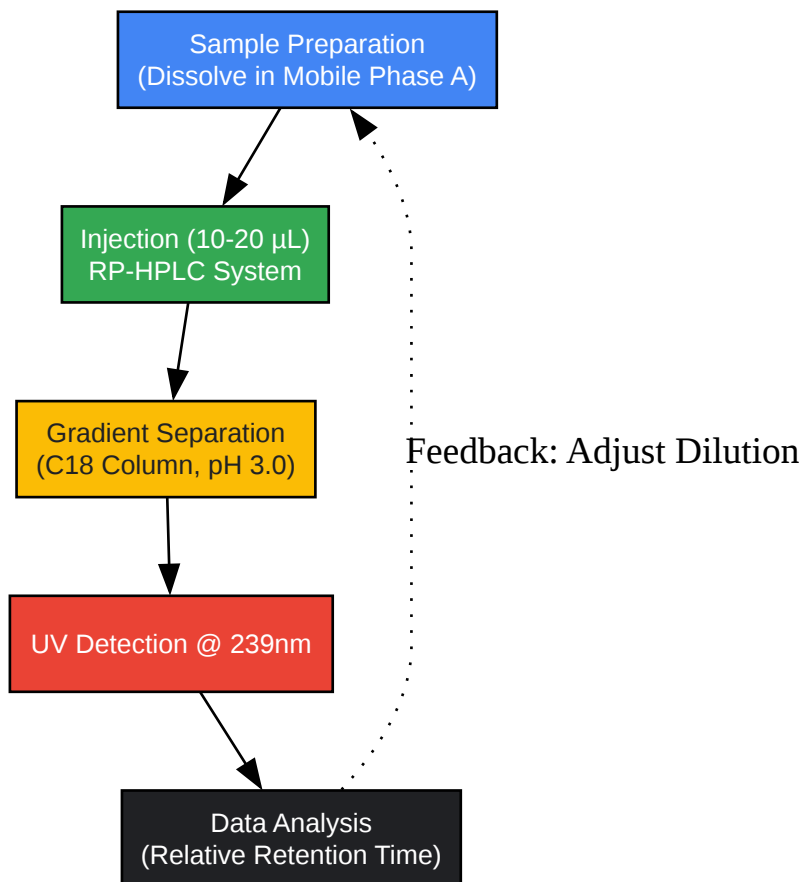 Sample Preparation
(Dissolve in Mobile Phase A)
Injection (10-20 µL)
RP-HPLC System
Gradient Separation
(C18 Column, pH 3.0)
Feedback: Adjust Dilution
UV Detection @ 239nm
Data Analysis
(Relative Retention Time)